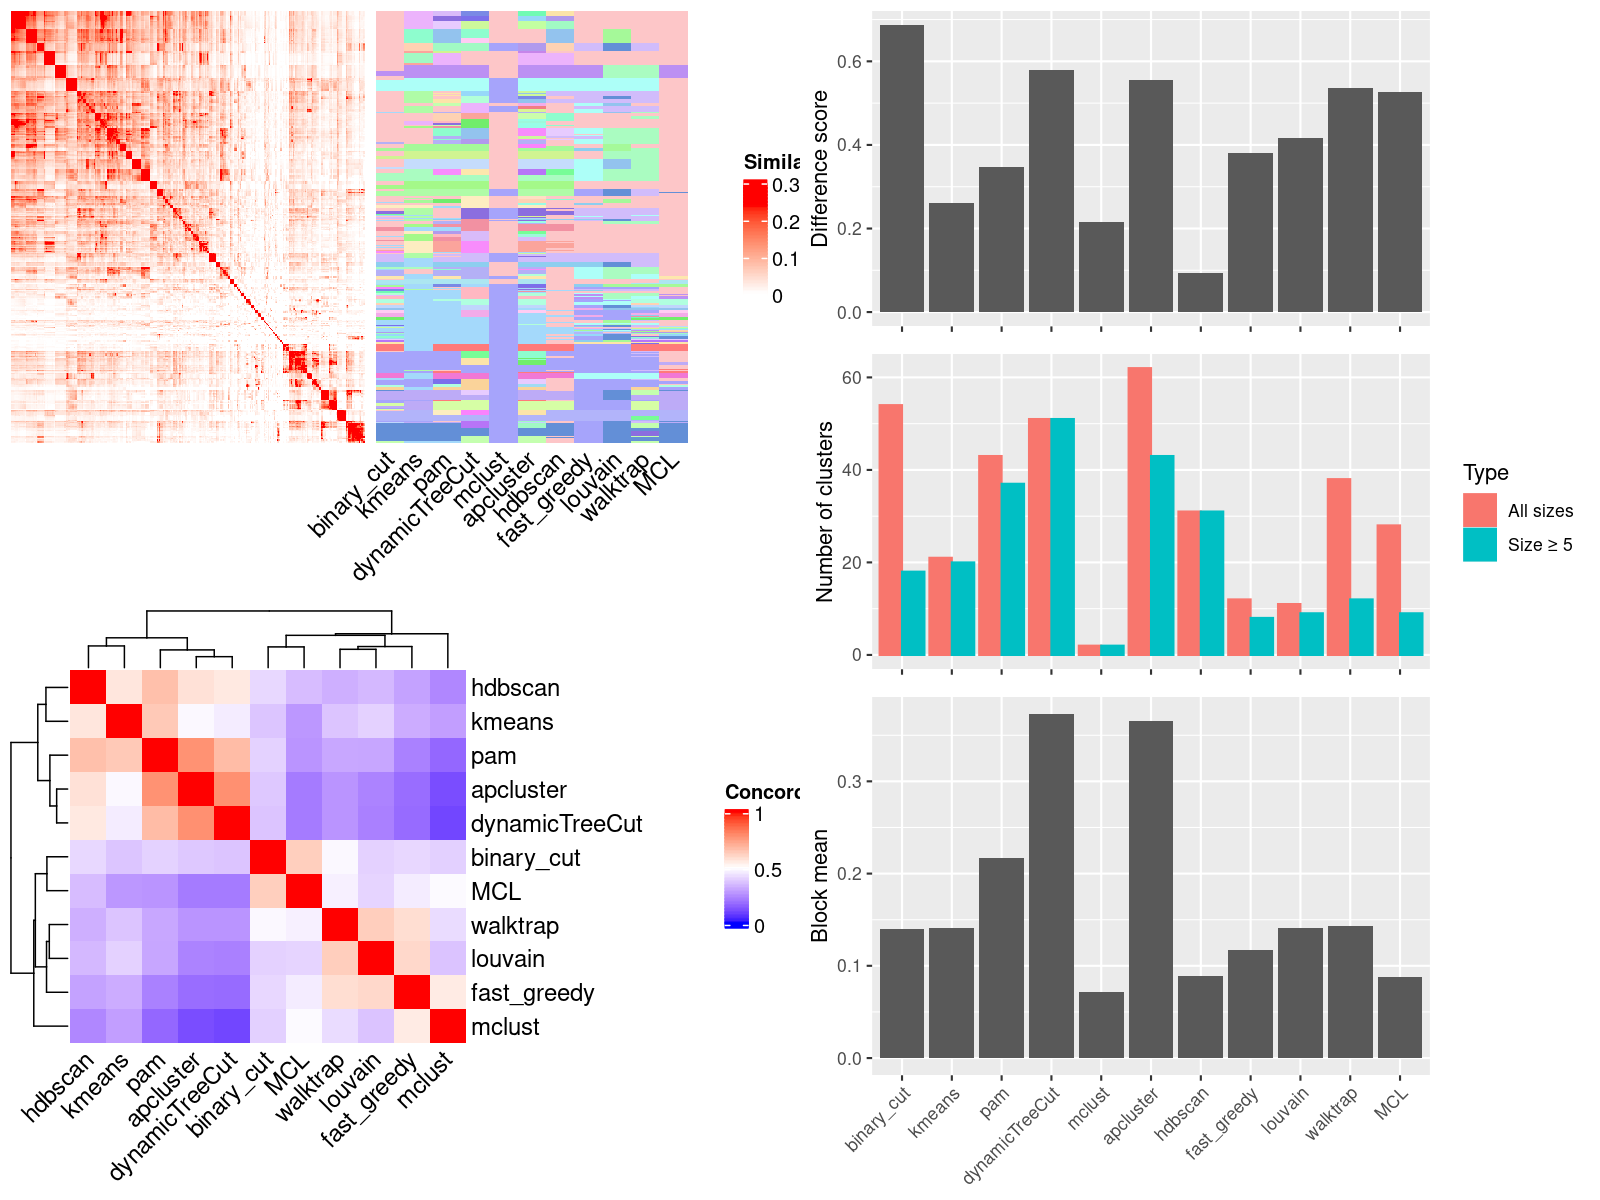 Simila
0.3
0.2
0.1
0
binary_cut
kmeans
pam
dynamicTreeCut
mclust
apcluster
hdbscan
fast_greedy
louvain
walktrap
MCL
hdbscan
kmeans
pam
apcluster
dynamicTreeCut
binary_cut
MCL
walktrap
louvain
fast_greedy
mclust
hdbscan
kmeans
pam
apcluster
dynamicTreeCut
binary_cut
MCL
walktrap
louvain
fast_greedy
mclust
Concord
1
0.5
0
Difference score
0.6
0.4
0.2
0.0
Number of clusters
60
40
20
0
Type
All sizes
Size ≥ 5
Block mean
0.3
0.2
0.1
0.0
binary_cut
kmeans
pam
dynamicTreeCut
mclust
apcluster
hdbscan
fast_greedy
louvain
walktrap
MCL